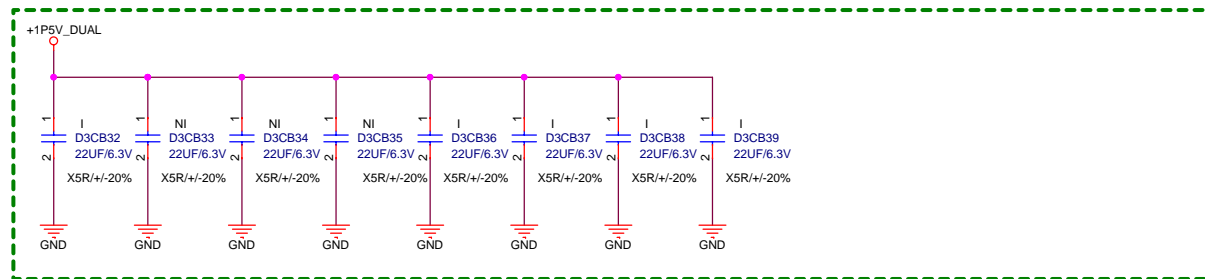 +1P5V_DUAL
I NI NI NI I I I I
1 1 1 1 1 1 1 1
D3CB32 D3CB33 D3CB34 D3CB35 D3CB36 D3CB37 D3CB38 D3CB39
2 2 2 2 2 2 2 2
22UF/6.3V 22UF/6.3V 22UF/6.3V 22UF/6.3V 22UF/6.3V 22UF/6.3V 22UF/6.3V 22UF/6.3V
X5R/+/-20% X5R/+/-20% X5R/+/-20% X5R/+/-20% X5R/+/-20% X5R/+/-20% X5R/+/-20% X5R/+/-20%
GND GND GND GND GND GND GND GND